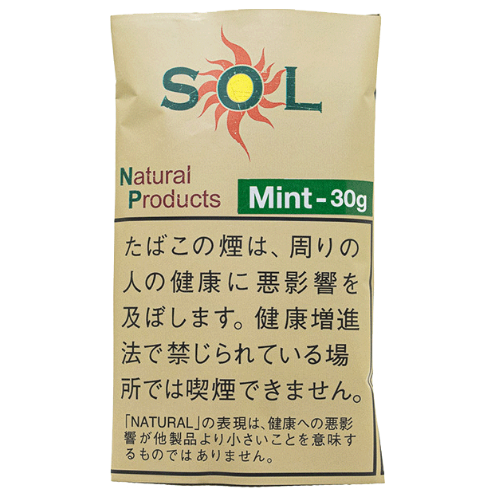 SOL
Natural
Products
Mint-30g
たばこの煙は、周りの
人の健康に悪影響を
及ぼします。健康増進
法で禁じられている場
所では喫煙できません。
「NATURAL」の表現は、健康への悪影
響が他製品より小さいことを意味す
るものではありません。